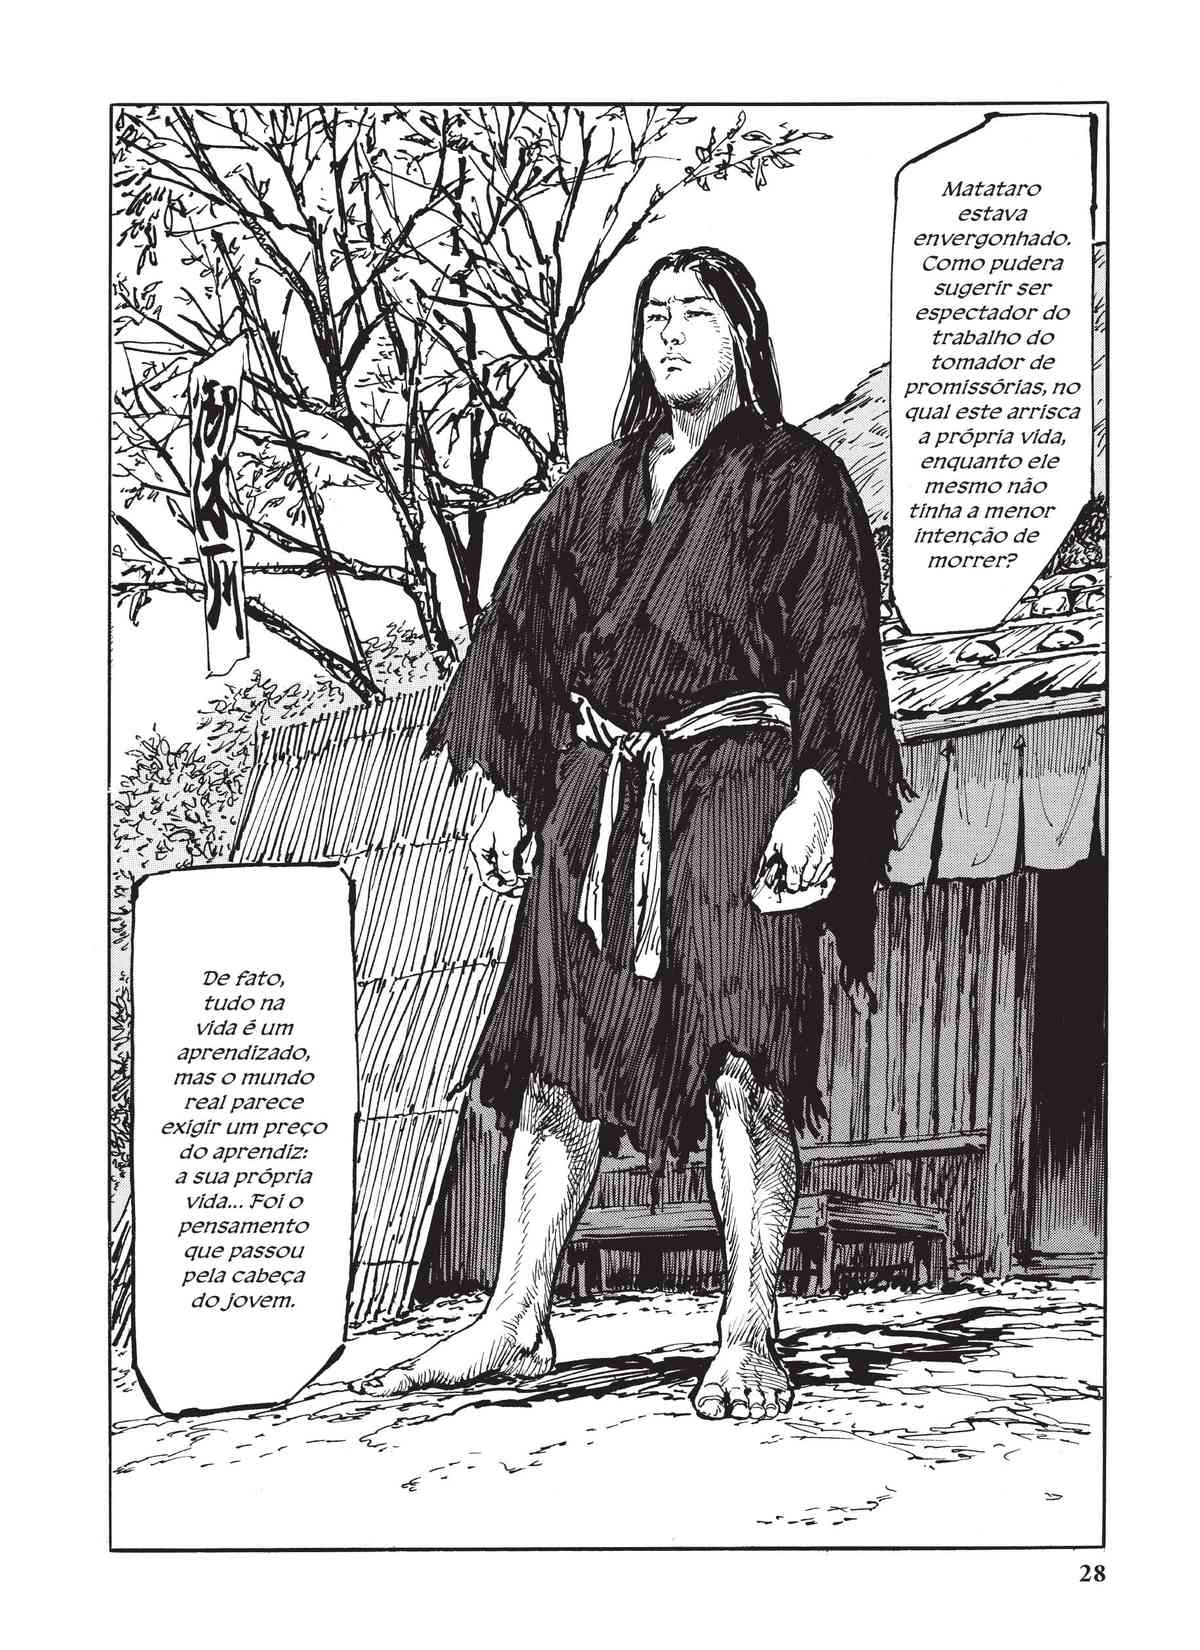 Matataro
estava
envergonhado.
Como pudera
sugerir ser
espectador do
trabalho do
tomador de
promissórias, no
qual este arrisca
a própria vida,
enquanto ele
mesmo não
tinha a menor
intenção de
morrer?
De fato,
tudo na
vida é um
aprendizado,
mas o mundo
real parece
exigir um preço
do aprendiz:
a sua própria
vida... Foi o
pensamento
que passou
pela cabeça
do jovem.
28